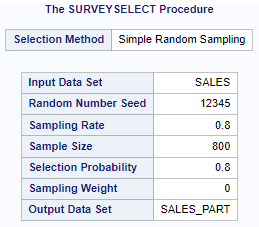 The SURVEYSELECT Procedure
Selection Method Simple Random Sampling
Input Data Set SALES
Random Number Seed 12345
Sampling Rate 0.8
Sample Size 800
Selection Probability 0.8
Sampling Weight 0
Output Data Set SALES_PART